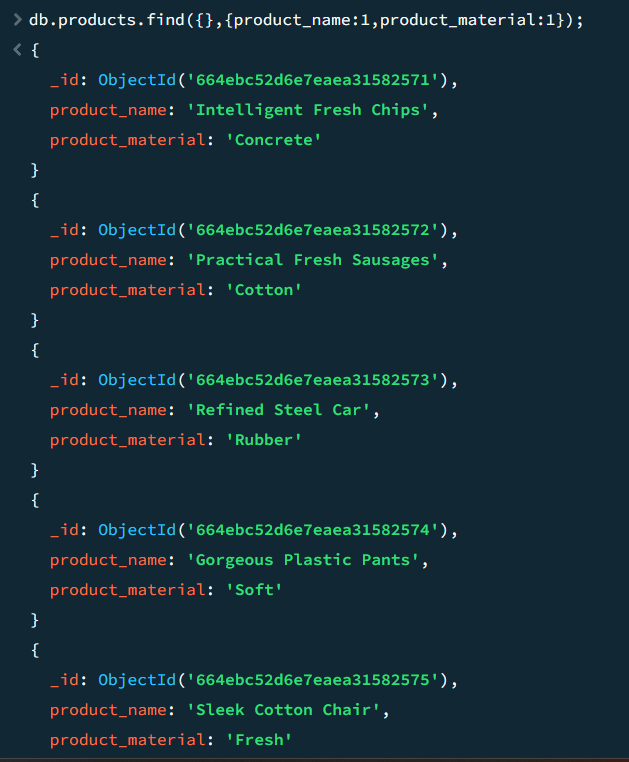 > db.products.find({},{product_name:1,product_material:1});
< {
_id: ObjectId('664ebc52d6e7eaea31582571'),
product_name: 'Intelligent Fresh Chips',
product_material: 'Concrete'
}
{
_id: ObjectId('664ebc52d6e7eaea31582572'),
product_name: 'Practical Fresh Sausages',
product_material: 'Cotton'
}
{
_id: ObjectId('664ebc52d6e7eaea31582573'),
product_name: 'Refined Steel Car',
product_material: 'Rubber'
}
{
_id: ObjectId('664ebc52d6e7eaea31582574'),
product_name: 'Gorgeous Plastic Pants',
product_material: 'Soft'
}
{
_id: ObjectId('664ebc52d6e7eaea31582575'),
product_name: 'Sleek Cotton Chair',
product_material: 'Fresh'